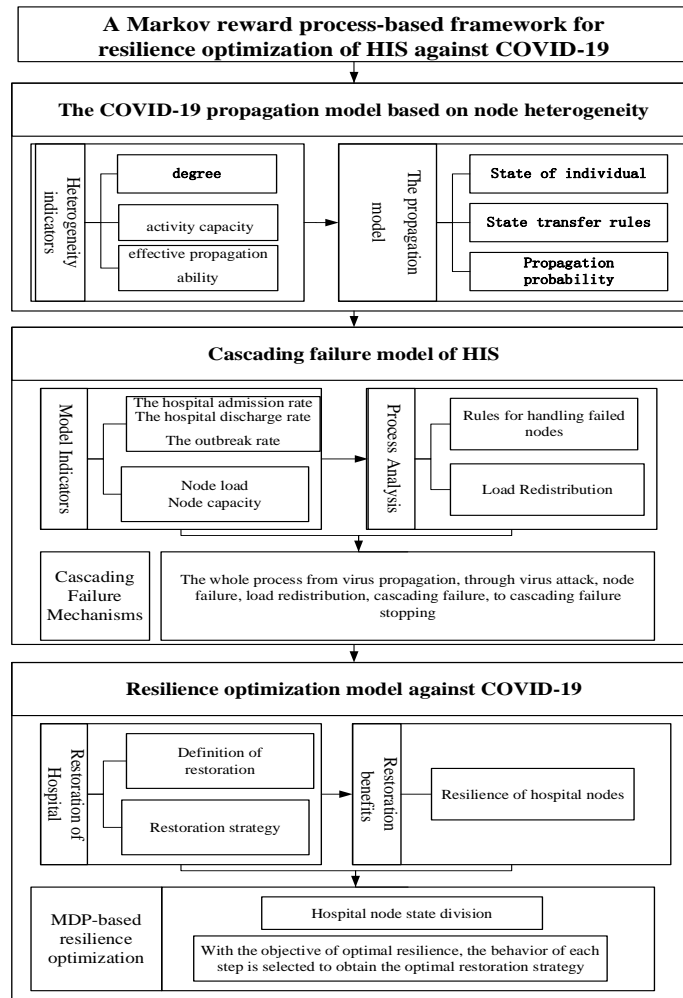 A Markov reward process-based framework for
resilience optimization of HIS against COVID-19
The COVID-19 propagation model based on node heterogeneity
Heterogeneity
indicators
degree
activity capacity
effective propagation
ability
The propagation
model
State of individual
State transfer rules
Propagation
probability
Cascading failure model of HIS
Model Indicators
The hospital admission rate
The hospital discharge rate
The outbreak rate
Node load
Node capacity
Process Analysis
Rules for handling failed
nodes
Load Redistribution
Cascading
Failure
Mechanisms
The whole process from virus propagation, through virus attack, node
failure, load redistribution, cascading failure, to cascading failure
stopping
Resilience optimization model against COVID-19
Restoration of
Hospital
Definition of
restoration
Restoration strategy
Restoration
benefits
Resilience of hospital nodes
MDP-based
resilience
optimization
Hospital node state division
With the objective of optimal resilience, the behavior of each
step is selected to obtain the optimal restoration strategy